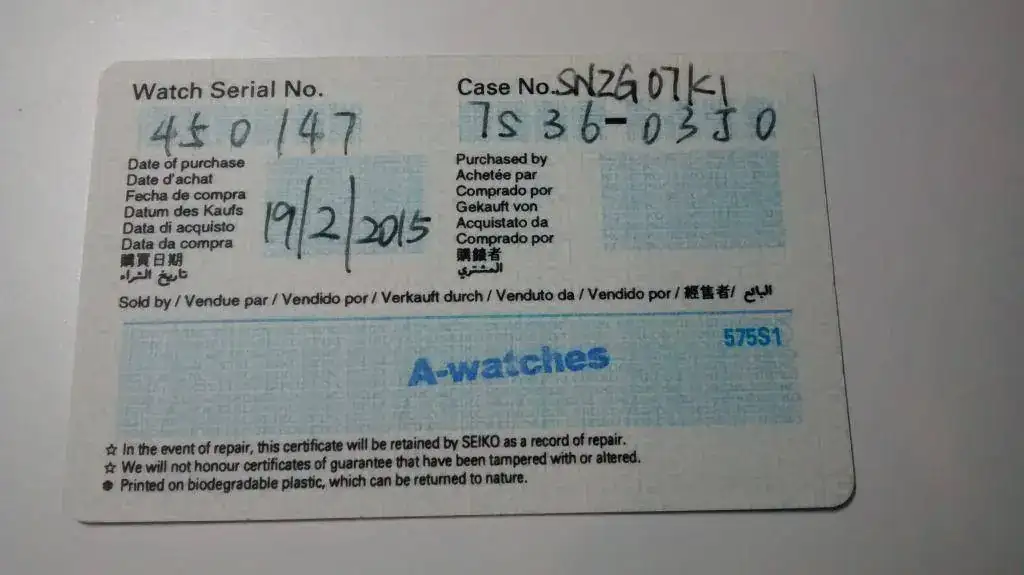 Watch Serial No.
Case No. SNZG07K1
450147
7S36-03J0
Date of purchase
Date d'achat
Fecha de compra
Datum des Kaufs
Data di acquisto
Data da compra
購買日期
تاريخ الشراء
19/2/2015
Purchased by
Achetée par
Comprado por
Gekauft von
Acquistato da
Comprado por
購錶者
المشتري
Sold by / Vendue par / Vendido por / Verkauft durch / Venduto da / Vendido por / 經售者/ البائع
575S1
A-watches
☆ In the event of repair, this certificate will be retained by SEIKO as a record of repair.
☆ We will not honour certificates of guarantee that have been tampered with or altered.
● Printed on biodegradable plastic, which can be returned to nature.